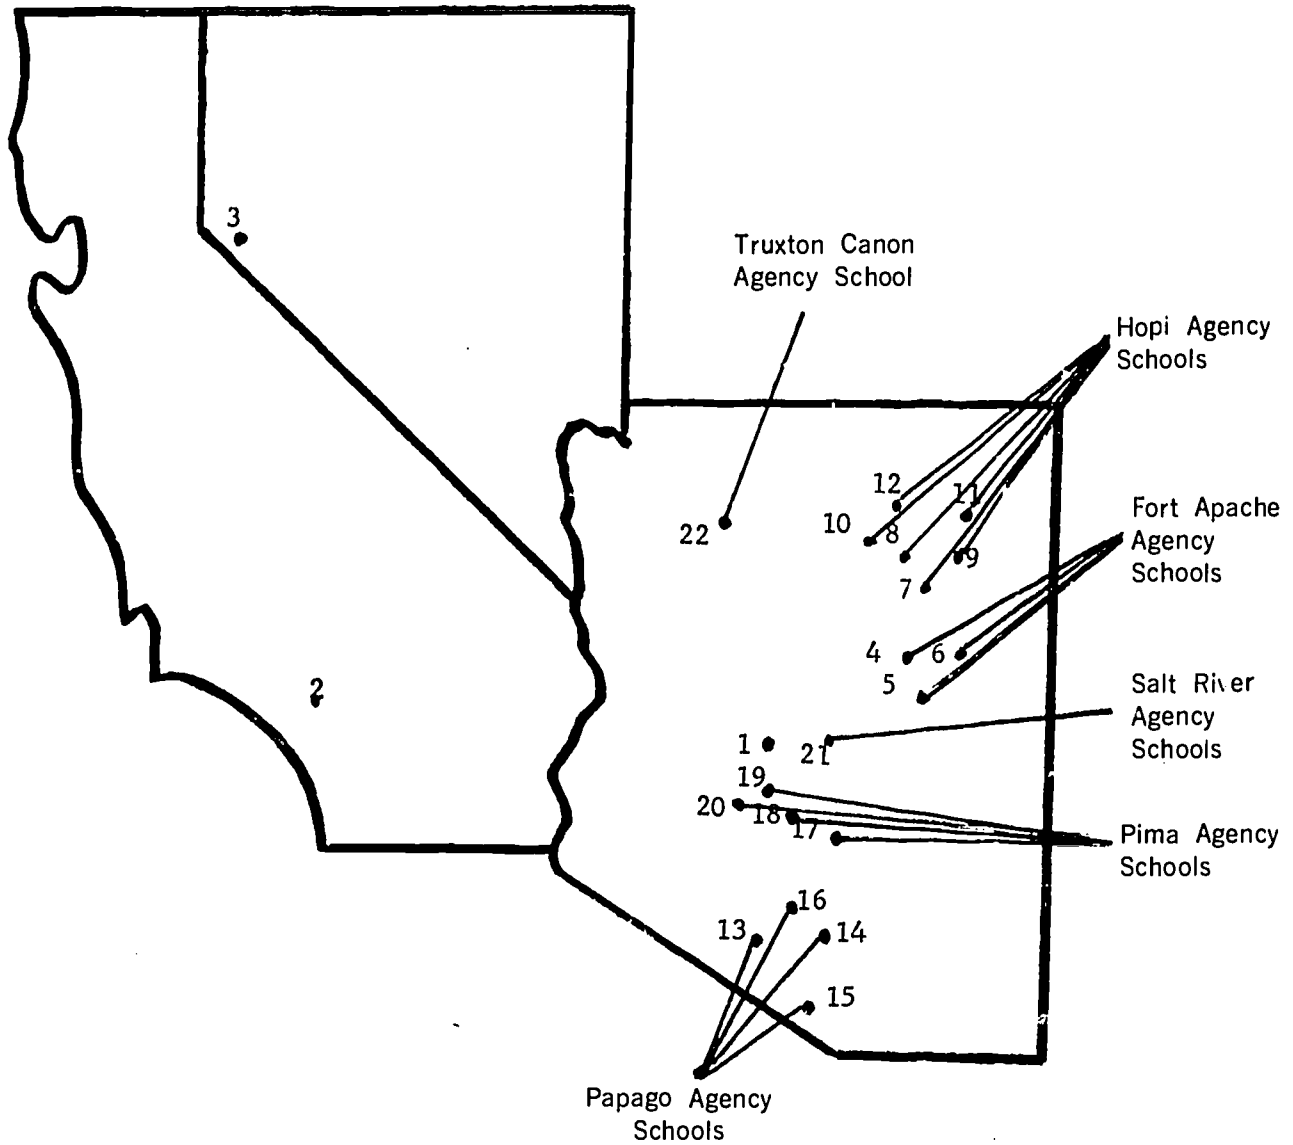 3
Truxton Canon
Agency School
Hopi Agency
Schools
12
11
10
8
22
9
7
Fort Apache
Agency
Schools
4
6
5
2
Salt River
Agency
Schools
1
21
19
20
18
17
Pima Agency
Schools
16
13
14
15
Papago Agency
Schools